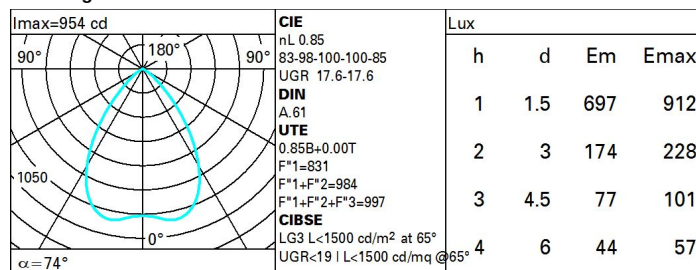 Imax=954 cd
90° 180° 90°
1050
0°
α=74°
CIE
nL 0.85
83-98-100-100-85
UGR 17.6-17.6
DIN
A.61
UTE
0.85B+0.00T
F"1=831
F"1+F"2=984
F"1+F"2+F"3=997
CIBSE
LG3 L<1500 cd/m² at 65°
UGR<19 | L<1500 cd/mq @65°
Lux
h d Em Emax
1 1.5 697 912
2 3 174 228
3 4.5 77 101
4 6 44 57